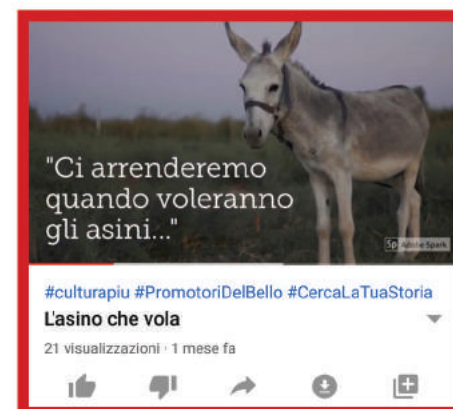 "Ci arrenderemo
quando voleranno
gli asini..."
Sp Adobe Spark
#culturapiu #PromotoriDelBello #CercaLaTuaStoria
L'asino che vola
21 visualizzazioni · 1 mese fa